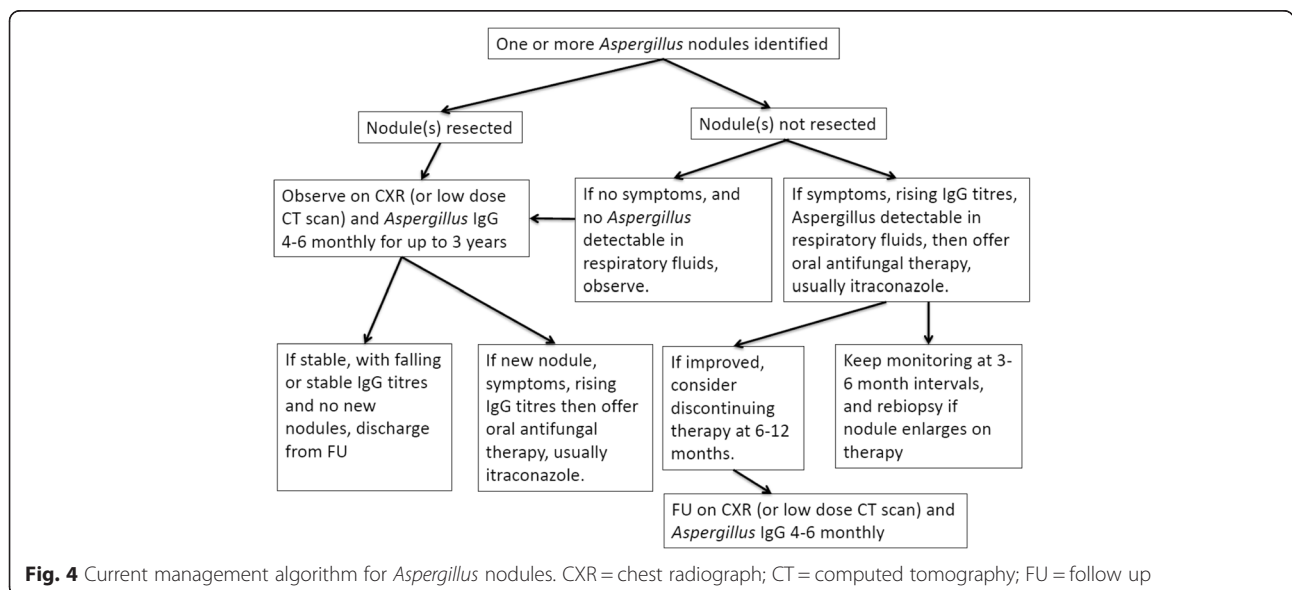 One or more Aspergillus nodules identified
Nodule(s) resected
Nodule(s) not resected
Observe on CXR (or low dose
CT scan) and Aspergillus IgG
4-6 monthly for up to 3 years
If no symptoms, and
no Aspergillus
detectable in
respiratory fluids,
observe.
If symptoms, rising IgG titres,
Aspergillus detectable in
respiratory fluids, then offer
oral antifungal therapy,
usually itraconazole.
If stable, with falling
or stable IgG titres
and no new
nodules, discharge
from FU
If new nodule,
symptoms, rising
IgG titres then offer
oral antifungal
therapy, usually
itraconazole.
If improved,
consider
discontinuing
therapy at 6-12
months.
Keep monitoring at 3-
6 month intervals,
and rebiopsy if
nodule enlarges on
therapy
FU on CXR (or low dose CT scan) and
Aspergillus IgG 4-6 monthly
Fig. 4 Current management algorithm for Aspergillus nodules. CXR = chest radiograph; CT = computed tomography; FU = follow up